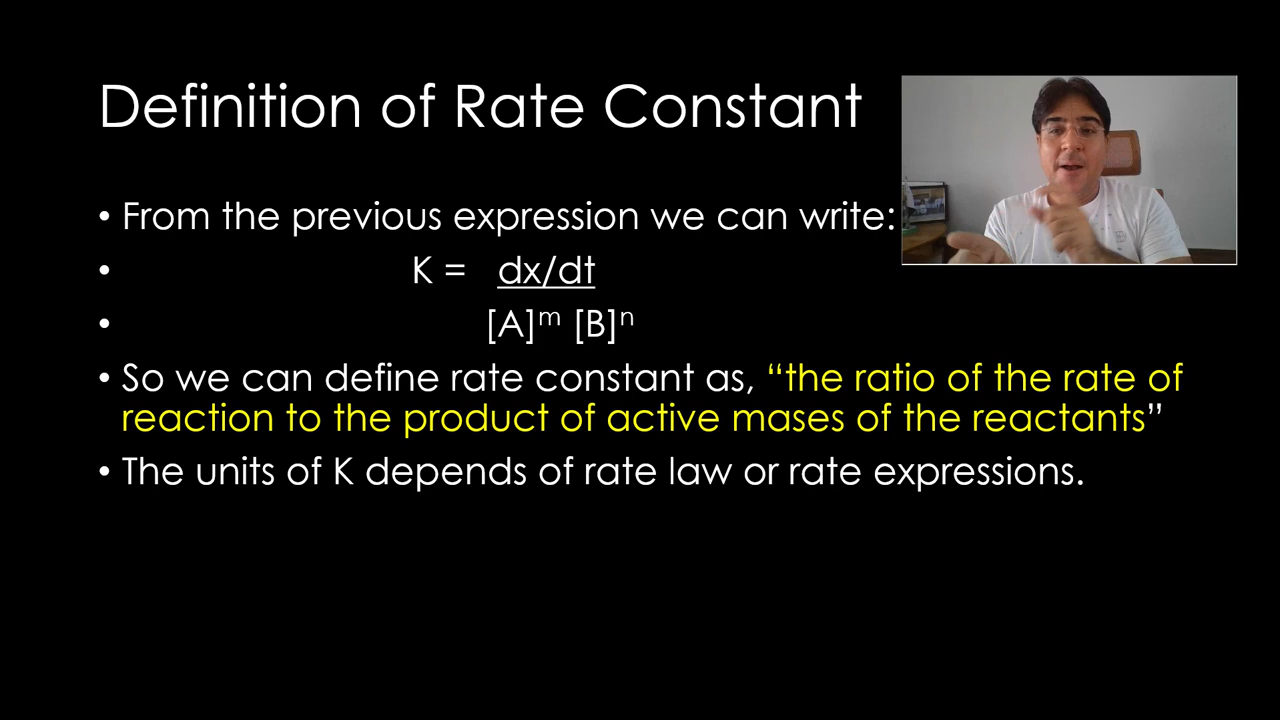 Definition of Rate Constant
• From the previous expression we can write:
• K = dx/dt
• [A]ᵐ [B]ⁿ
• So we can define rate constant as, “the ratio of the rate of
reaction to the product of active mases of the reactants”
• The units of K depends of rate law or rate expressions.